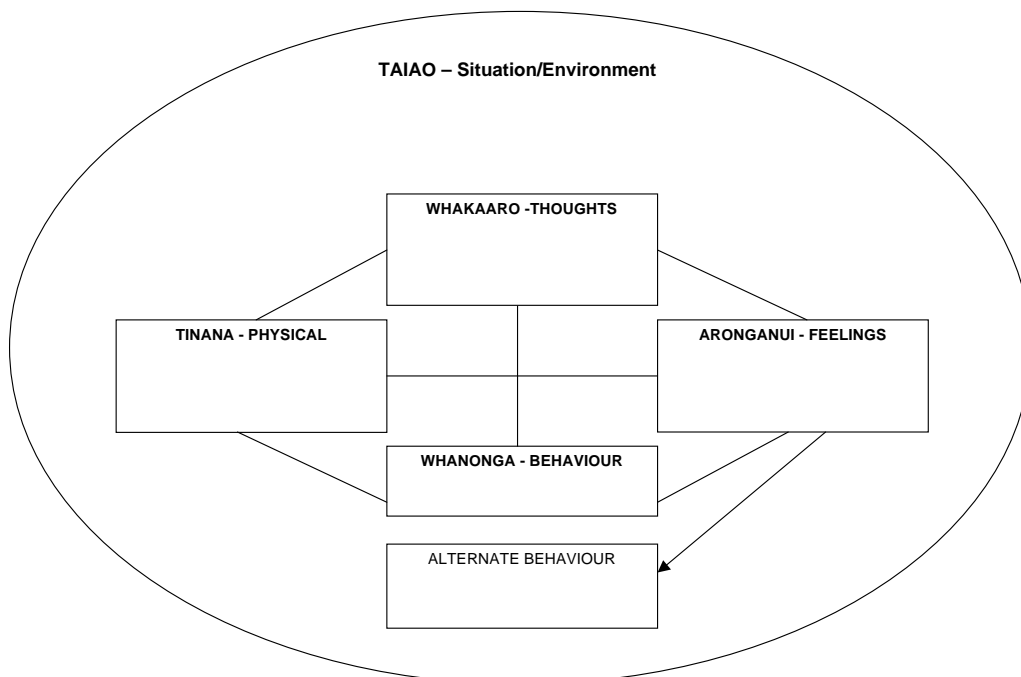 TAIAO – Situation/Environment
WHAKAARO -THOUGHTS
TINANA - PHYSICAL
ARONGANUI - FEELINGS
WHANONGA - BEHAVIOUR
ALTERNATE BEHAVIOUR